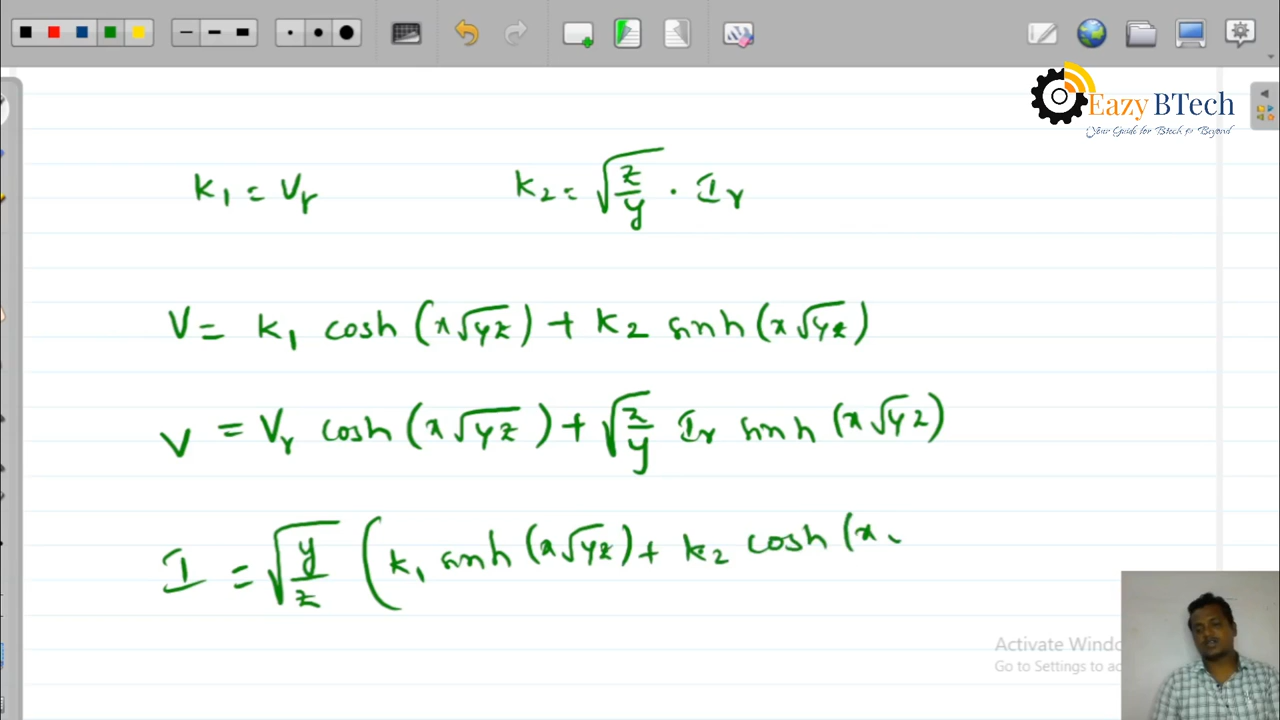 Eazy BTech
Your Guide for Btech & Beyond
k₁ = Vᵣ k₂ = √(z/y) · Iᵣ
V = k₁ cosh (x√yz) + k₂ sinh (x√yz)
V = Vᵣ cosh (x√yz) + √(z/y) Iᵣ sinh (x√yz)
I = √(y/z) (k₁ sinh (x√yz) + k₂ cosh (x
Activate Windo
Go to Settings to a